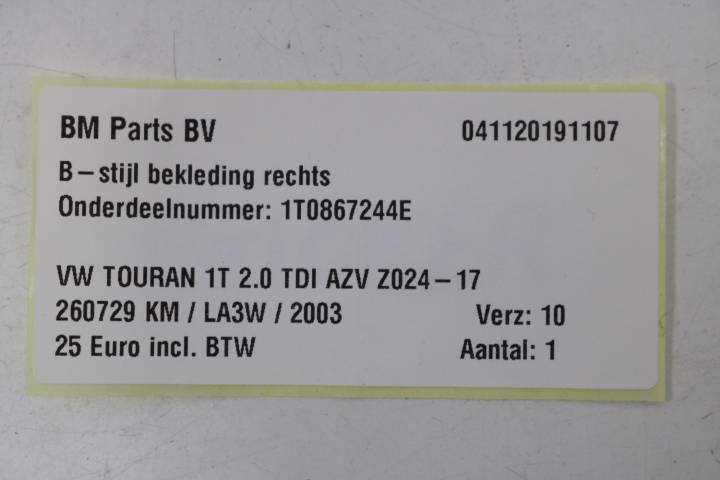 BM Parts BV 041120191107
B-stijl bekleding rechts
Onderdeelnummer: 1T0867244E
VW TOURAN 1T 2.0 TDI AZV Z024-17
260729 KM / LA3W / 2003 Verz: 10
25 Euro incl. BTW Aantal: 1